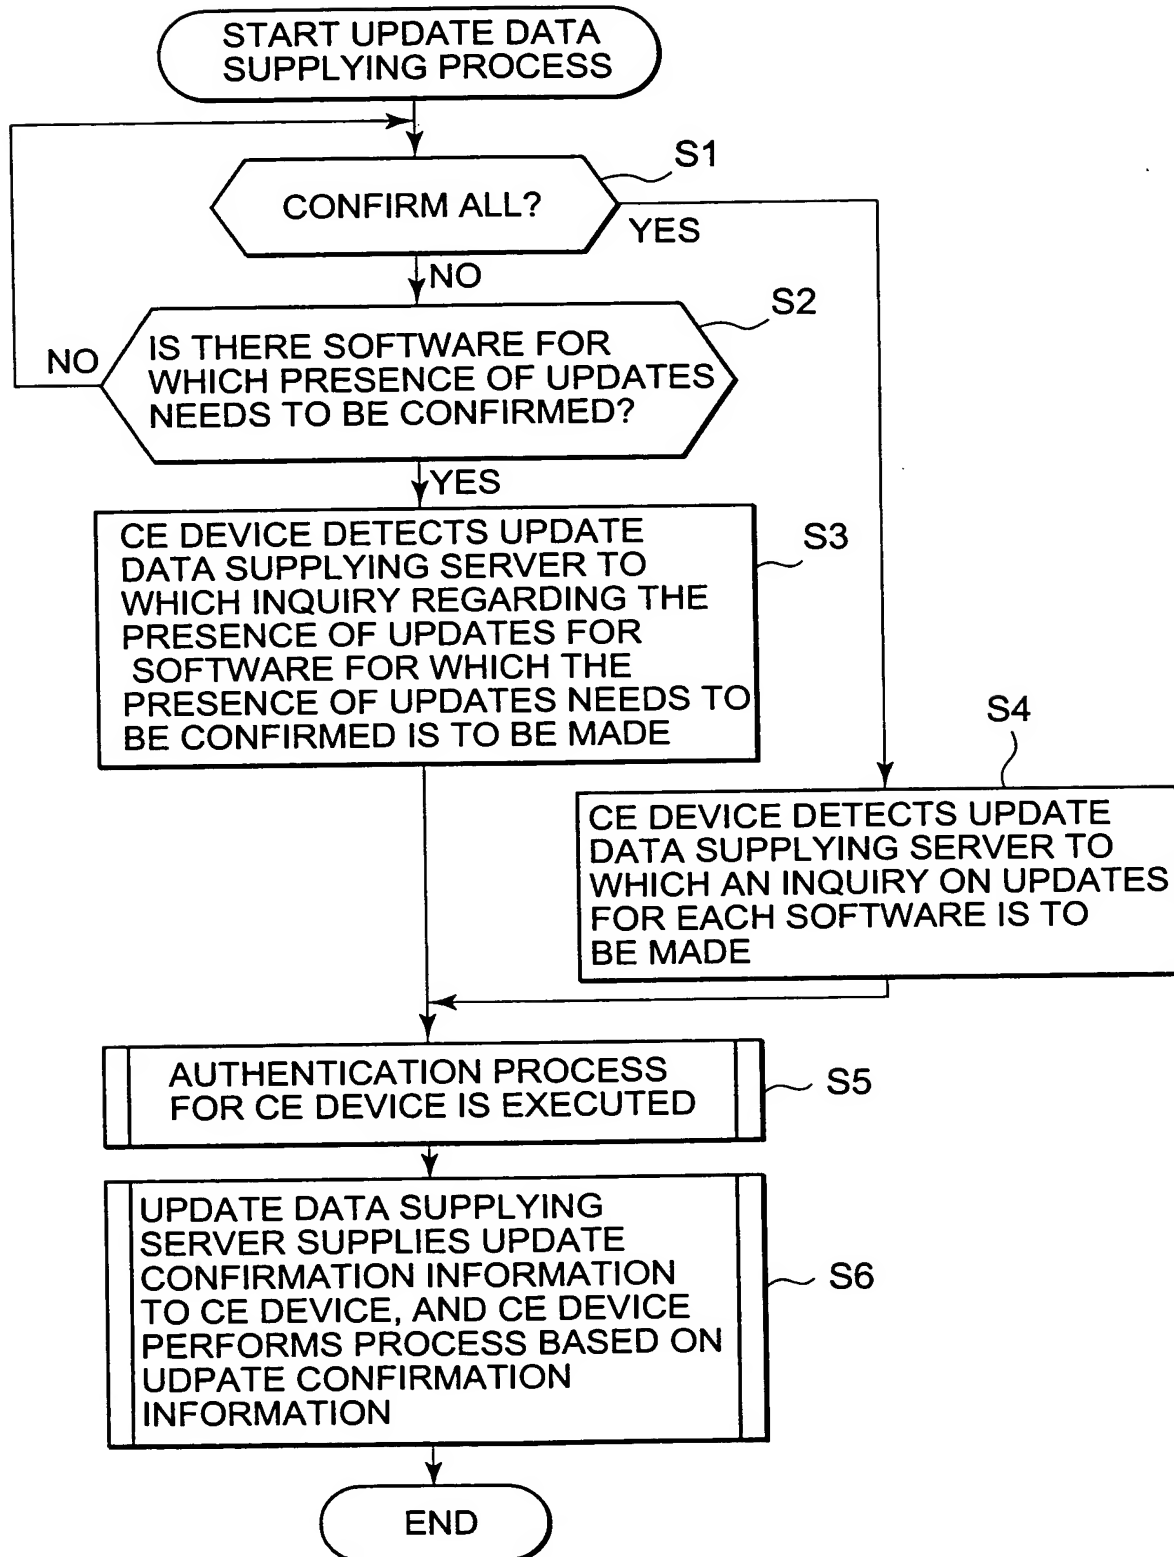 START UPDATE DATA
SUPPLYING PROCESS
S1
CONFIRM ALL?
YES
NO
S2
NO
IS THERE SOFTWARE FOR
WHICH PRESENCE OF UPDATES
NEEDS TO BE CONFIRMED?
YES
S3
CE DEVICE DETECTS UPDATE
DATA SUPPLYING SERVER TO
WHICH INQUIRY REGARDING THE
PRESENCE OF UPDATES FOR
SOFTWARE FOR WHICH THE
PRESENCE OF UPDATES NEEDS TO
BE CONFIRMED IS TO BE MADE
S4
CE DEVICE DETECTS UPDATE
DATA SUPPLYING SERVER TO
WHICH AN INQUIRY ON UPDATES
FOR EACH SOFTWARE IS TO
BE MADE
AUTHENTICATION PROCESS
FOR CE DEVICE IS EXECUTED
S5
UPDATE DATA SUPPLYING
SERVER SUPPLIES UPDATE
CONFIRMATION INFORMATION
TO CE DEVICE, AND CE DEVICE
PERFORMS PROCESS BASED ON
UDPATE CONFIRMATION
INFORMATION
S6
END